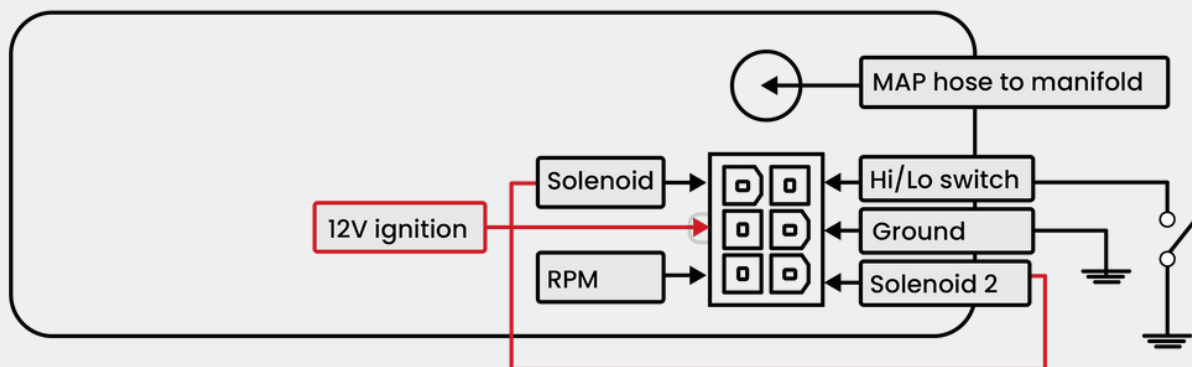 MAP hose to manifold
Solenoid
Hi/Lo switch
12V ignition
Ground
RPM
Solenoid 2